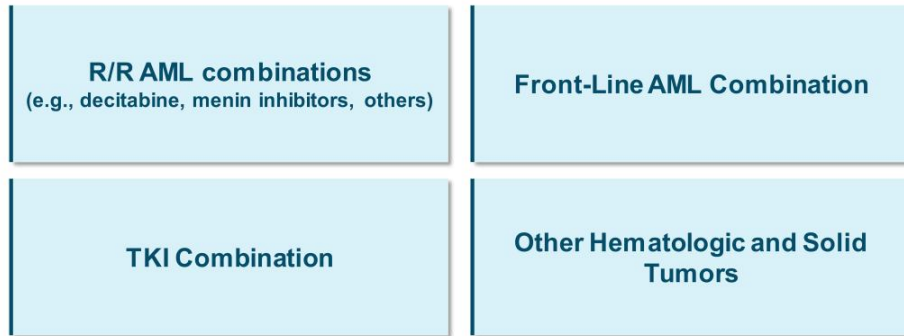 R/R AML combinations
(e.g., decitabine, menin inhibitors, others)
Front-Line AML Combination
TKI Combination
Other Hematologic and Solid
Tumors